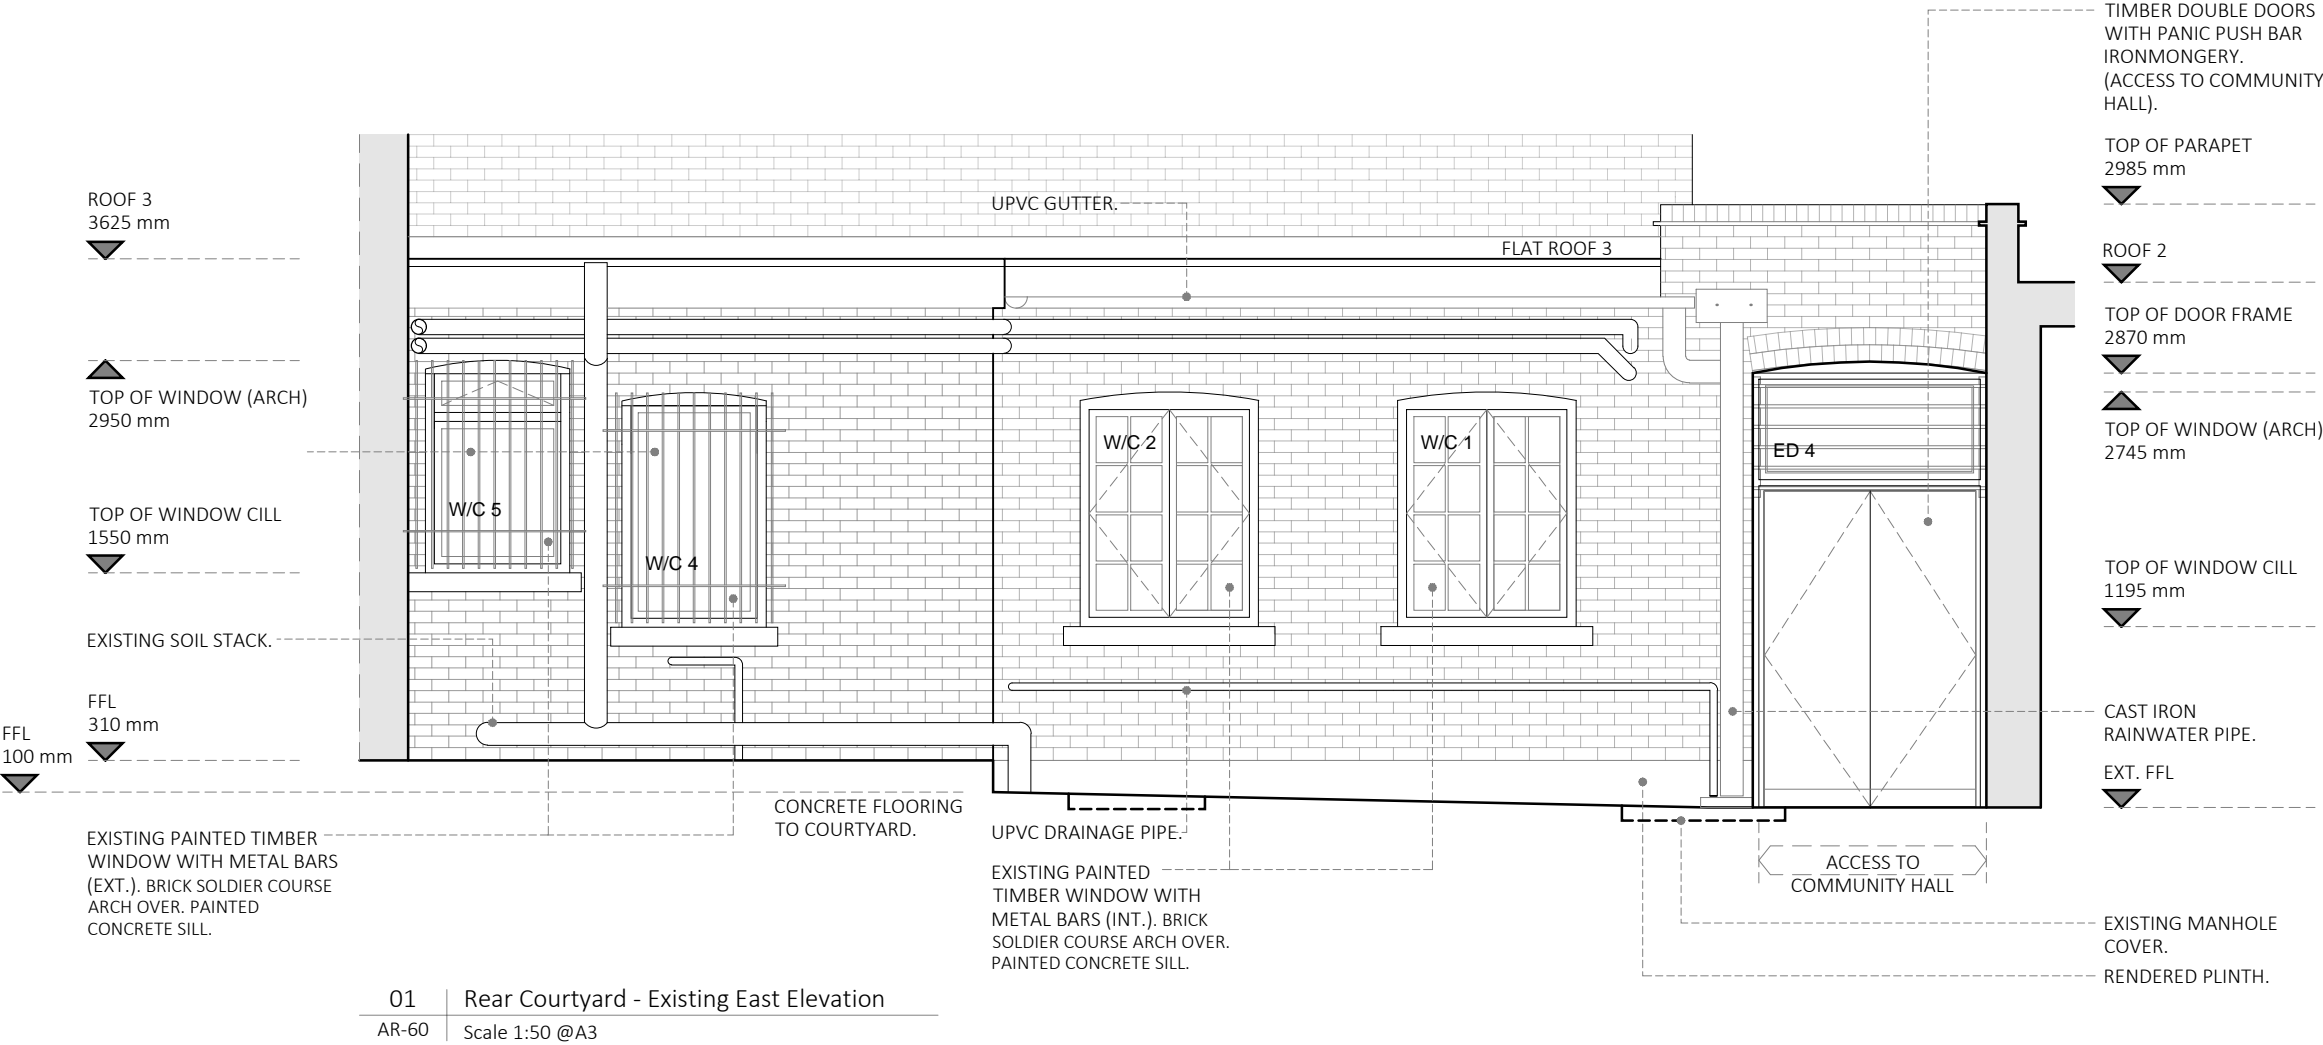 TIMBER DOUBLE DOORS
WITH PANIC PUSH BAR
IRONMONGERY.
(ACCESS TO COMMUNITY
HALL).
TOP OF PARAPET
2985 mm
ROOF 3
3625 mm
UPVC GUTTER.
FLAT ROOF 3
ROOF 2
TOP OF DOOR FRAME
2870 mm
TOP OF WINDOW (ARCH)
2950 mm
TOP OF WINDOW (ARCH)
2745 mm
W/C 2
W/C 1
ED 4
W/C 5
W/C 4
TOP OF WINDOW CILL
1550 mm
TOP OF WINDOW CILL
1195 mm
EXISTING SOIL STACK.
FFL
310 mm
FFL
100 mm
CAST IRON
RAINWATER PIPE.
EXT. FFL
CONCRETE FLOORING
TO COURTYARD.
UPVC DRAINAGE PIPE.
EXISTING PAINTED TIMBER
WINDOW WITH METAL BARS
(EXT.). BRICK SOLDIER COURSE
ARCH OVER. PAINTED
CONCRETE SILL.
EXISTING PAINTED
TIMBER WINDOW WITH
METAL BARS (INT.). BRICK
SOLDIER COURSE ARCH OVER.
PAINTED CONCRETE SILL.
ACCESS TO
COMMUNITY HALL
EXISTING MANHOLE
COVER.
RENDERED PLINTH.
01 Rear Courtyard - Existing East Elevation
AR-60 Scale 1:50 @A3